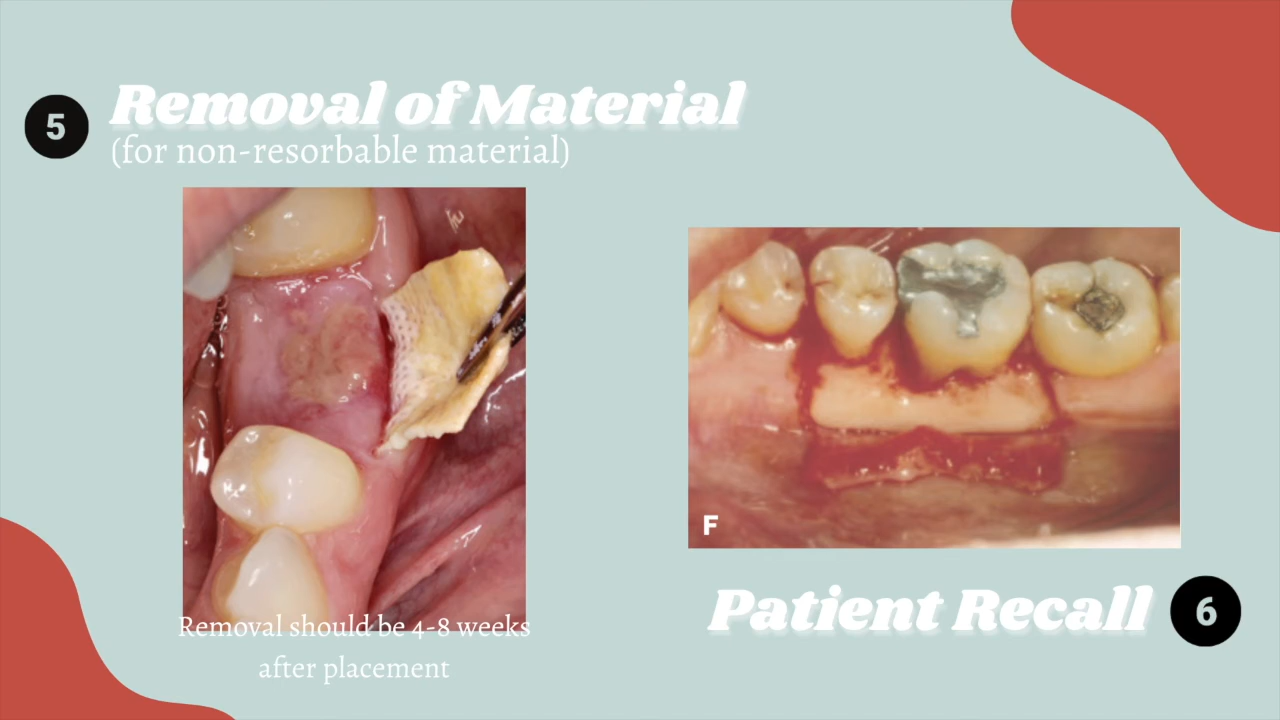 5
Removal of Material
(for non-resorbable material)
Removal should be 4-8 weeks
after placement
F
Patient Recall
6